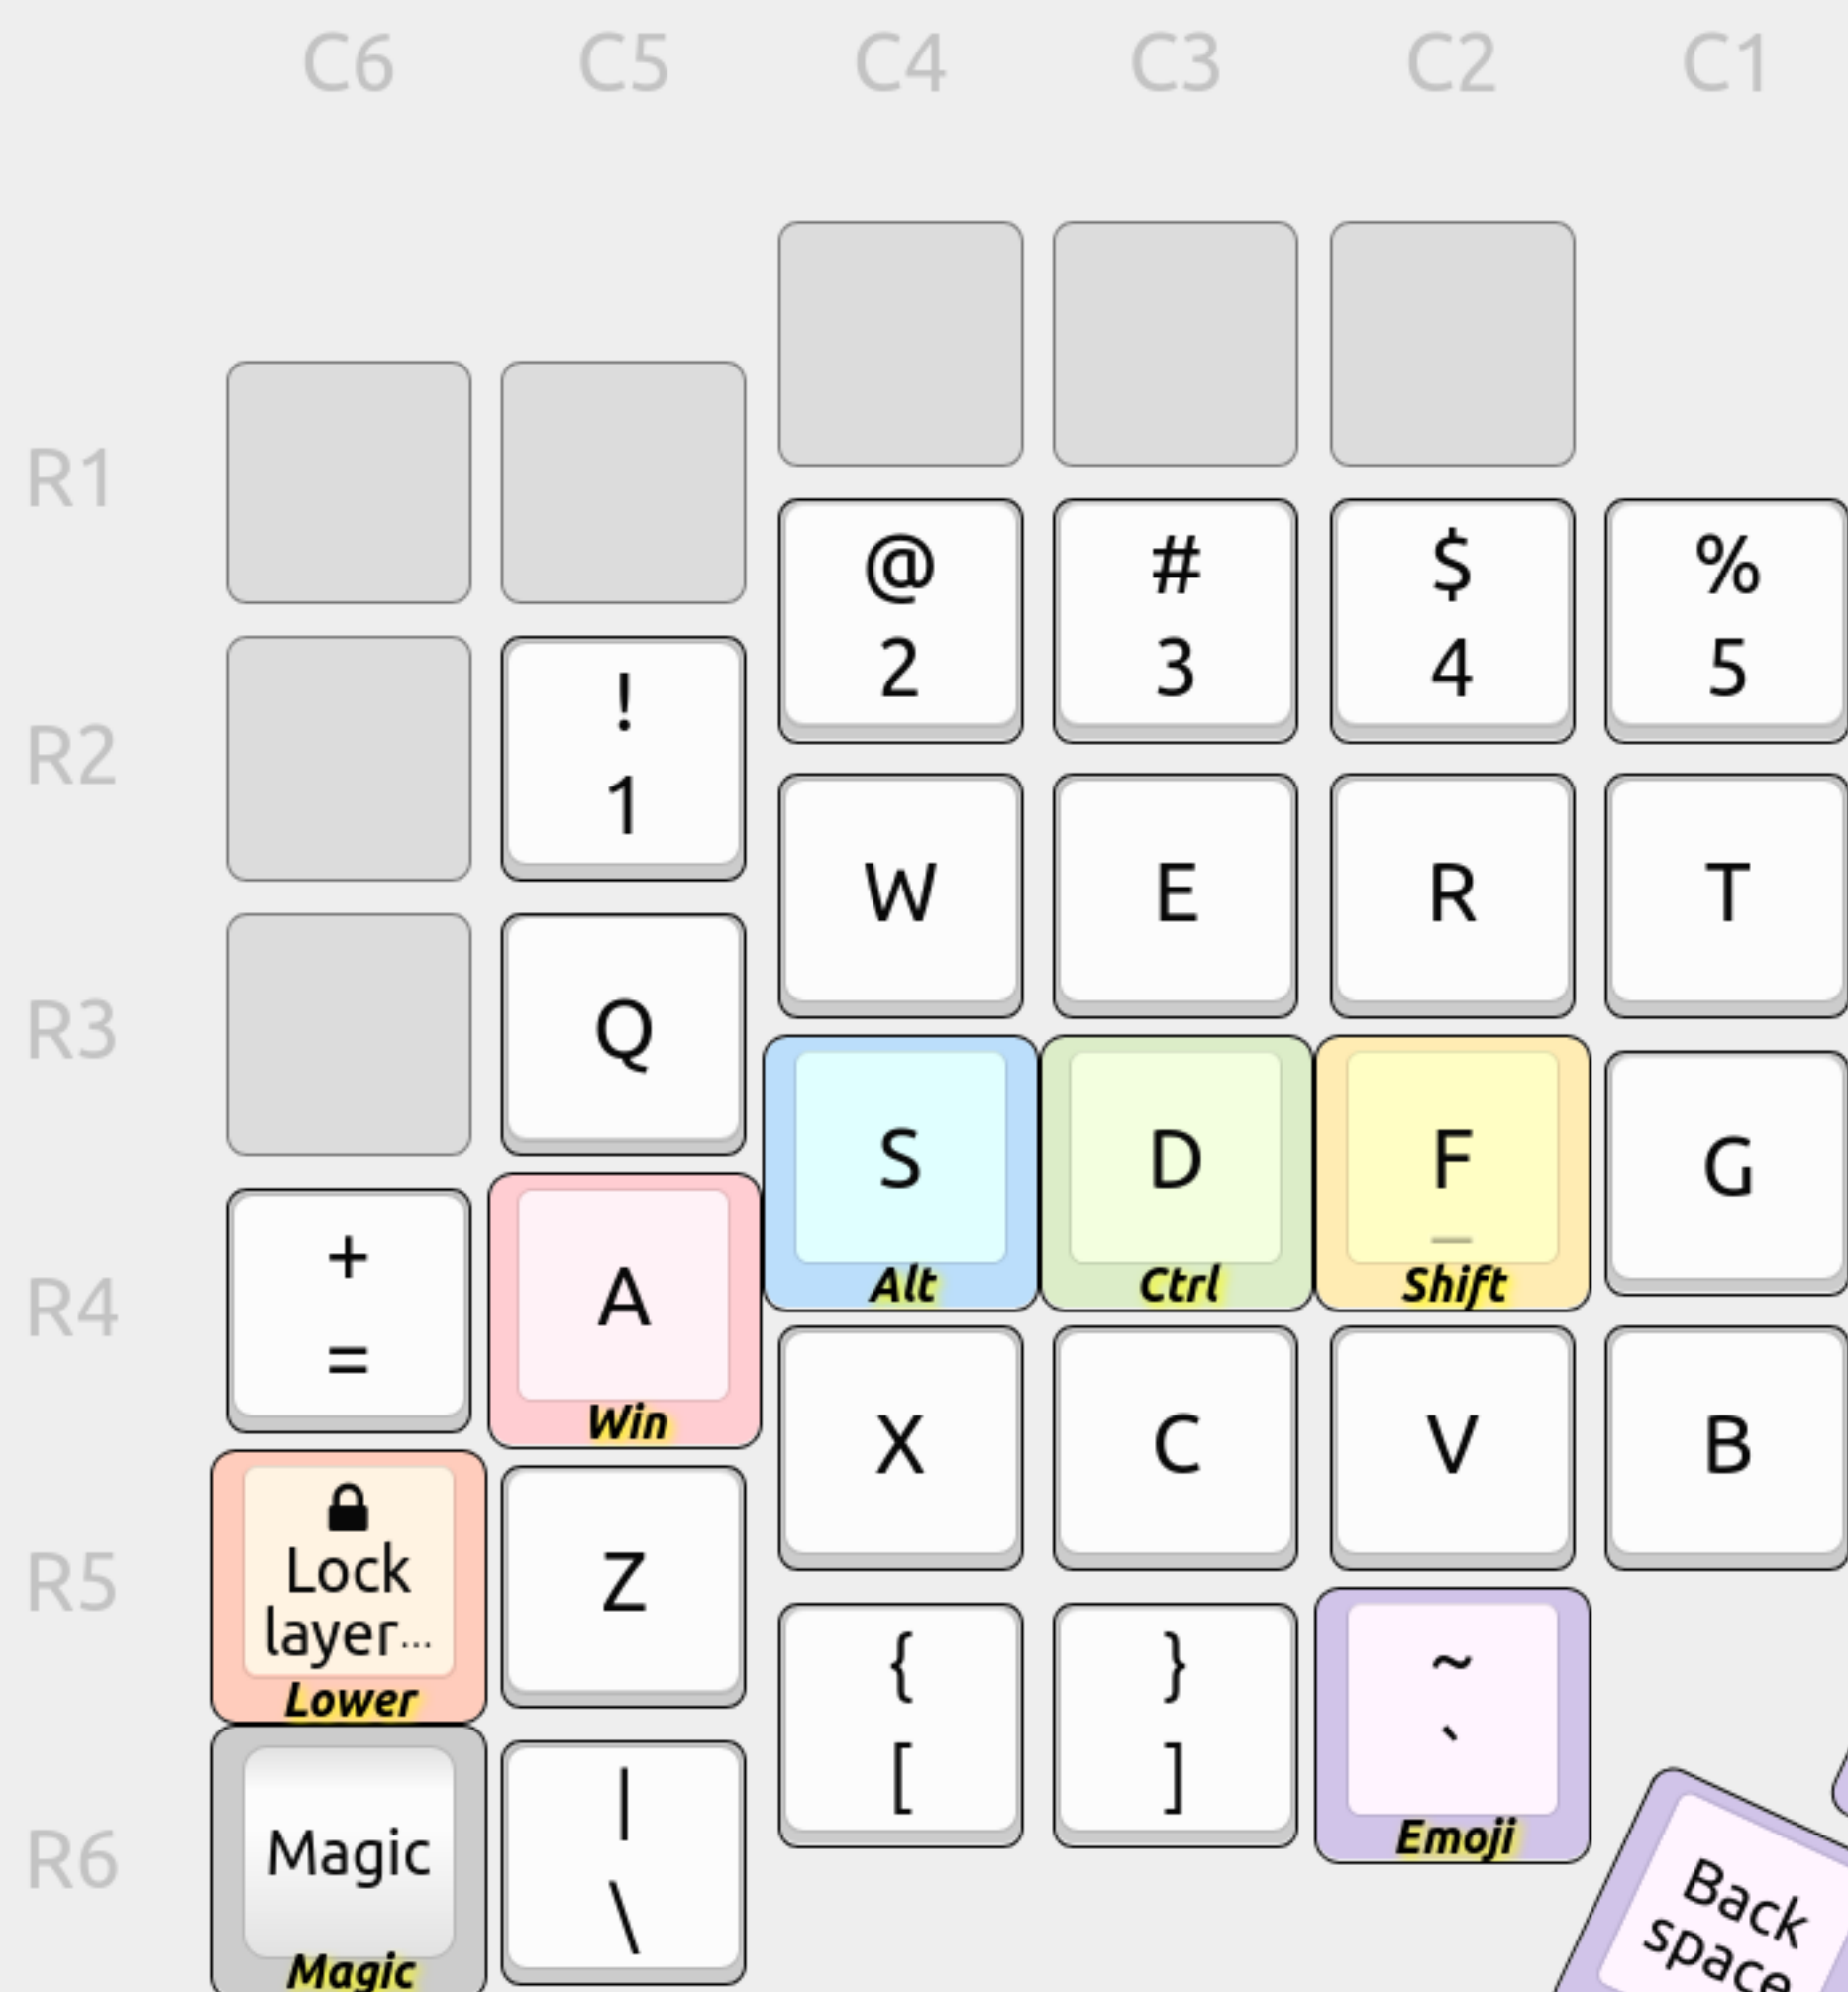 C6 C5 C4 C3 C2 C1
R1
@ # $ %
2 3 4 5
R2
!
1
W E R T
R3
Q
S D F G
Alt Ctrl Shift
R4
+
=
A
Win
X C V B
R5
Lock
layer...
Lower
Z
{ } ~
[ ] `
Emoji
R6
Magic
Magic
|
\
Back
space